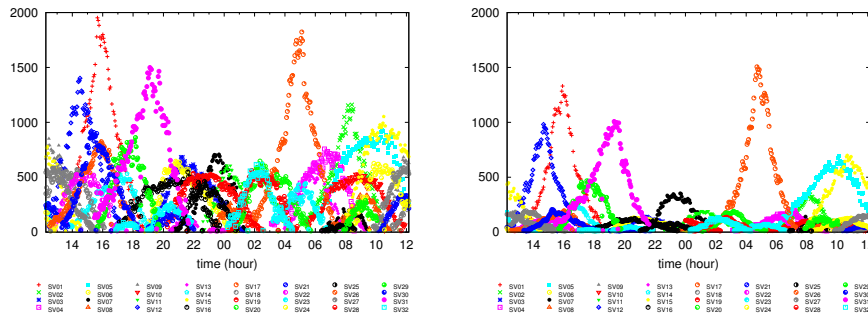 2000
1500
1000
500
0
14 16 18 20 22 00 02 04 06 08 10 12
time (hour)
SV01 SV05 SV09 SV13 SV17 SV21 SV25 SV29
SV02 SV06 SV10 SV14 SV18 SV22 SV26 SV30
SV03 SV07 SV11 SV15 SV19 SV23 SV27 SV31
SV04 SV08 SV12 SV16 SV20 SV24 SV28 SV32
2000
1500
1000
500
0
14 16 18 20 22 00 02 04 06 08 10 1
time (hour)
SV01 SV05 SV09 SV13 SV17 SV21 SV25 SV29
SV02 SV06 SV10 SV14 SV18 SV22 SV26 SV30
SV03 SV07 SV11 SV15 SV19 SV23 SV27 SV31
SV04 SV08 SV12 SV16 SV20 SV24 SV28